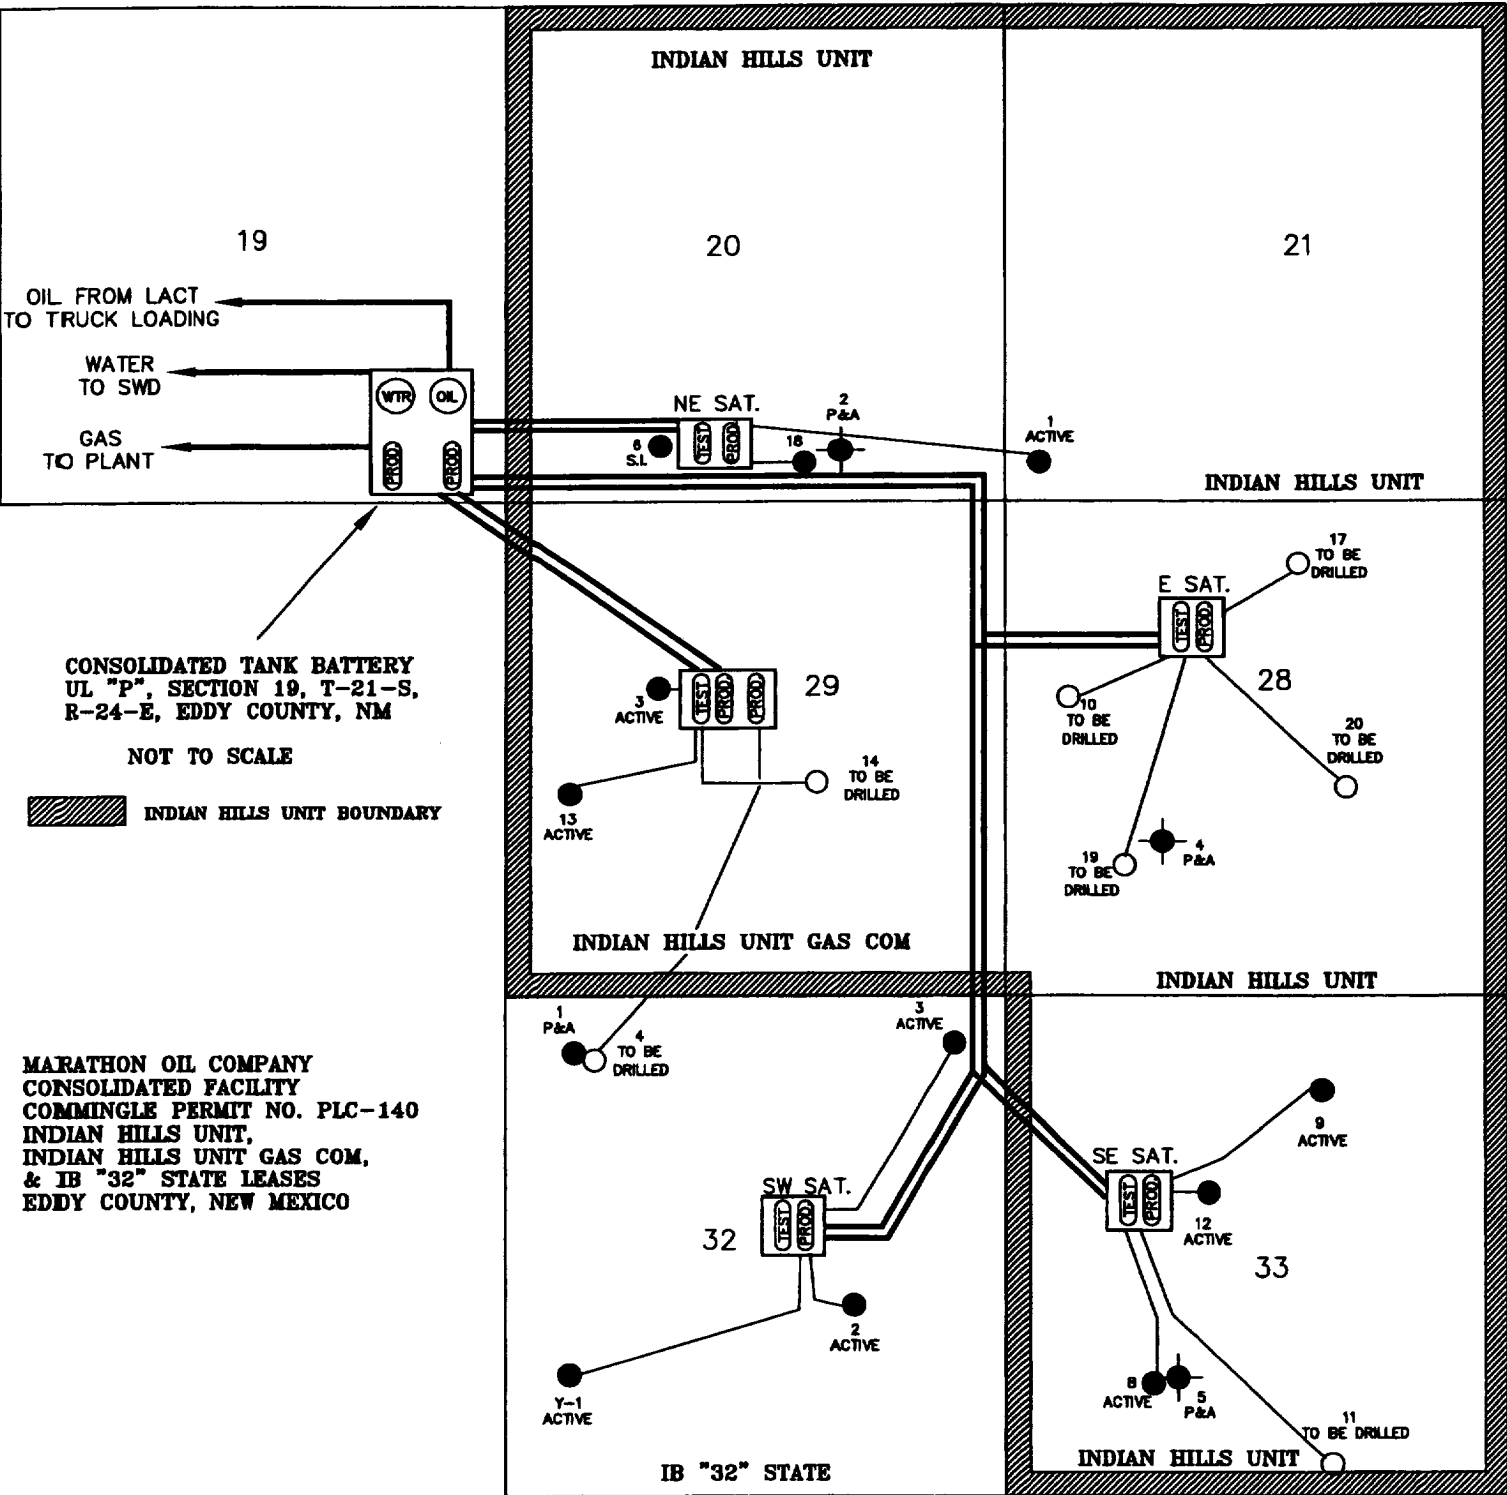 INDIAN HILLS UNIT
19
20
21
OIL FROM LACT
TO TRUCK LOADING
WATER
TO SWD
GAS
TO PLANT
WTR
OIL
PROD
PROD
NE SAT.
TEST
PROD
6
S.I.
18
2
P&A
1
ACTIVE
INDIAN HILLS UNIT
17
TO BE
DRILLED
E SAT.
TEST
PROD
28
10
TO BE
DRILLED
20
TO BE
DRILLED
19
TO BE
DRILLED
4
P&A
CONSOLIDATED TANK BATTERY
UL "P", SECTION 19, T-21-S,
R-24-E, EDDY COUNTY, NM
NOT TO SCALE
INDIAN HILLS UNIT BOUNDARY
29
TEST
PROD
PROD
3
ACTIVE
14
TO BE
DRILLED
13
ACTIVE
INDIAN HILLS UNIT GAS COM
INDIAN HILLS UNIT
1
P&A
4
TO BE
DRILLED
3
ACTIVE
MARATHON OIL COMPANY
CONSOLIDATED FACILITY
COMMINGLE PERMIT NO. PLC-140
INDIAN HILLS UNIT,
INDIAN HILLS UNIT GAS COM,
& IB "32" STATE LEASES
EDDY COUNTY, NEW MEXICO
SW SAT.
TEST
PROD
32
2
ACTIVE
Y-1
ACTIVE
IB "32" STATE
9
ACTIVE
SE SAT.
TEST
PROD
12
ACTIVE
33
8
ACTIVE
5
P&A
11
TO BE DRILLED
INDIAN HILLS UNIT